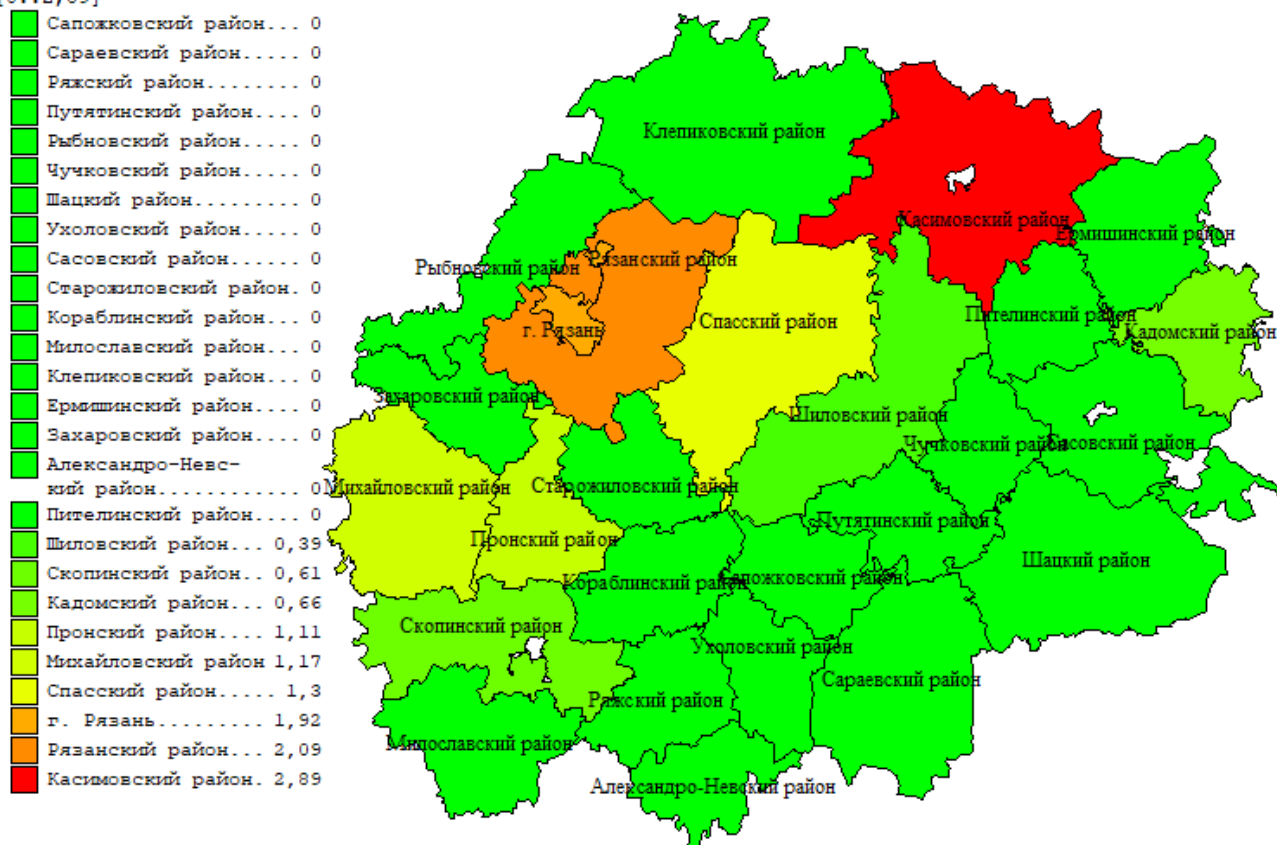 Сапожковский район... 0
Сараевский район..... 0
Ряжский район........ 0
Путятинский район.... 0
Рыбновский район..... 0
Чучковский район..... 0
Шацкий район......... 0
Ухоловский район..... 0
Сасовский район...... 0
Старожиловский район. 0
Кораблинский район... 0
Милославский район... 0
Клепиковский район... 0
Ермишинский район.... 0
Захаровский район.... 0
Александро-Невс-
кий район............ 0
Пителинский район.... 0
Шиловский район... 0,39
Скопинский район.. 0,61
Кадомский район... 0,66
Пронский район.... 1,11
Михайловский район 1,17
Спасский район..... 1,3
г. Рязань......... 1,92
Рязанский район... 2,09
Касимовский район. 2,89
Клепиковский район
Касимовский район
Ермишинский район
Рыбновский район
Рязанский район
г. Рязань
Спасский район
Пителинский район
Кадомский район
Захаровский район
Шиловский район
Чучковский район
Сасовский район
Михайловский район
Старожиловский район
Путятинский район
Пронский район
Шацкий район
Кораблинский район
Сапожковский район
Скопинский район
Ухоловский район
Сараевский район
Ряжский район
Милославский район
Александро-Невский район